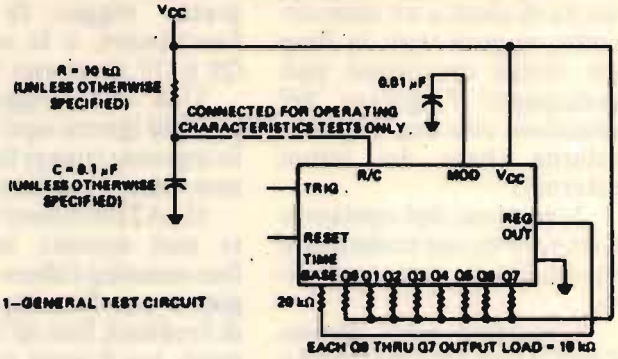 VCC
R = 10 kΩ
(UNLESS OTHERWISE
SPECIFIED)
0.01 µF
CONNECTED FOR OPERATING
CHARACTERISTICS TESTS ONLY
C = 0.1 µF
(UNLESS OTHERWISE
SPECIFIED)
R/C MOD VCC
TRIG
REG
OUT
RESET
TIME
BASE Q0 Q1 Q2 Q3 Q4 Q5 Q6 Q7
20 kΩ
1-GENERAL TEST CIRCUIT
EACH Q0 THRU Q7 OUTPUT LOAD = 10 kΩ